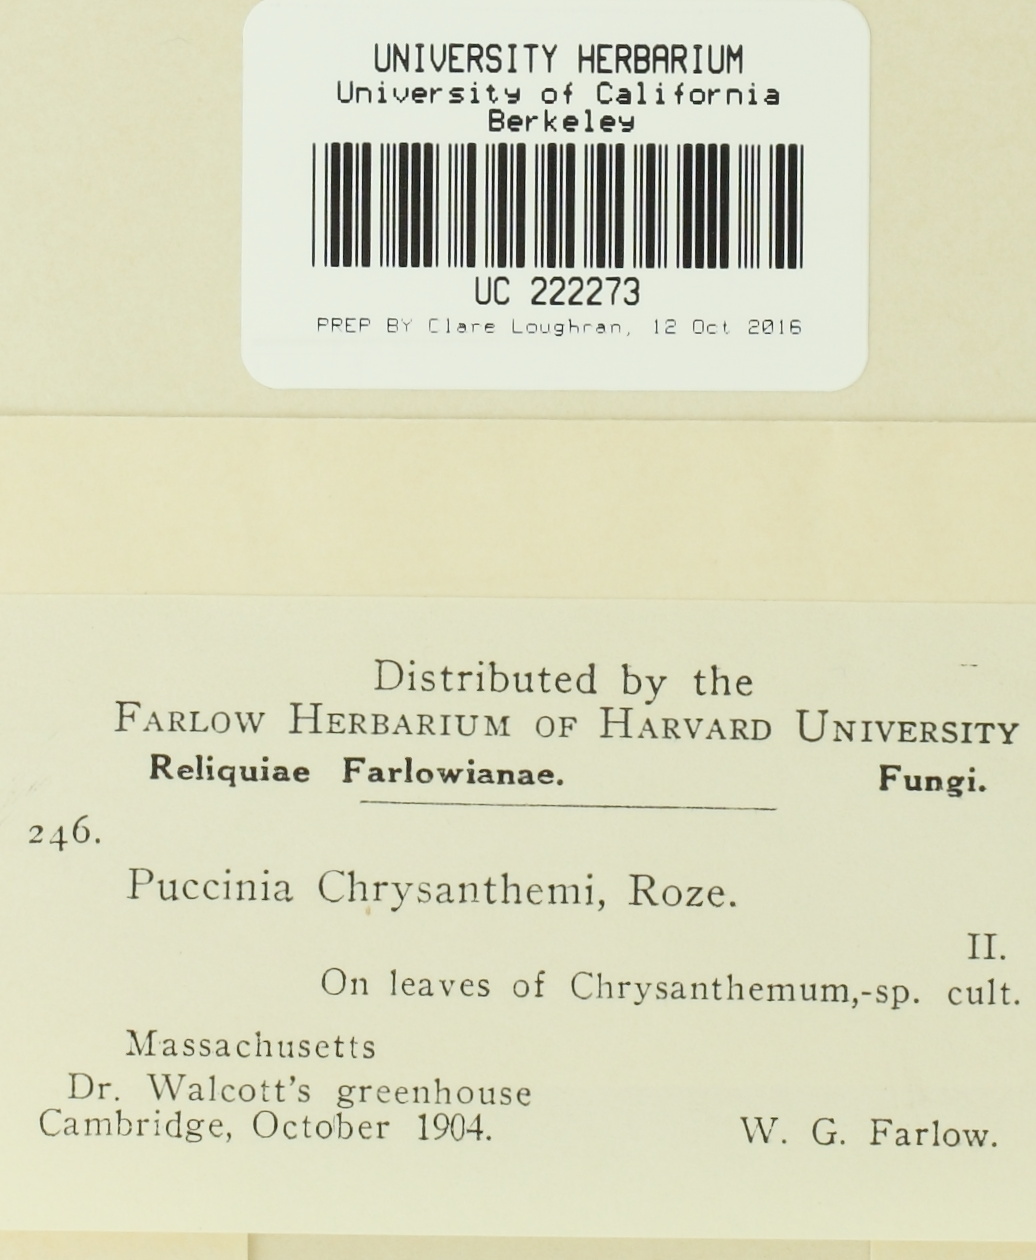 UNIVERSITY HERBARIUM
University of California
Berkeley
UC 222273
PREP BY Clare Loughran, 12 Oct 2016
Distributed by the
FARLOW HERBARIUM OF HARVARD UNIVERSITY
Reliquiae Farlowianae. Fungi.
246.
Puccinia Chrysanthemi, Roze.
II.
On leaves of Chrysanthemum,-sp. cult.
Massachusetts
Dr. Walcott's greenhouse
Cambridge, October 1904. W. G. Farlow.